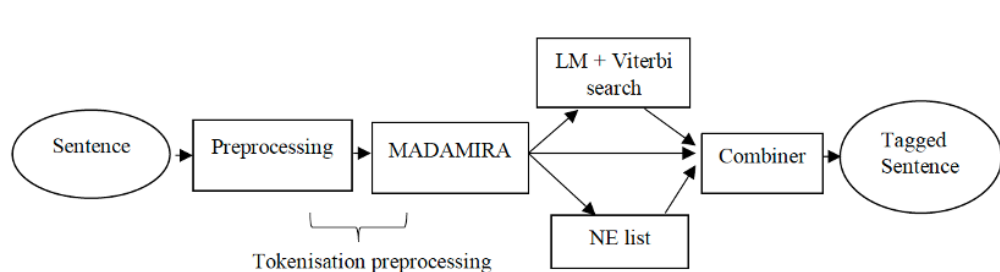 Sentence
Preprocessing
MADAMIRA
LM + Viterbi
search
NE list
Combiner
Tagged
Sentence
Tokenisation preprocessing